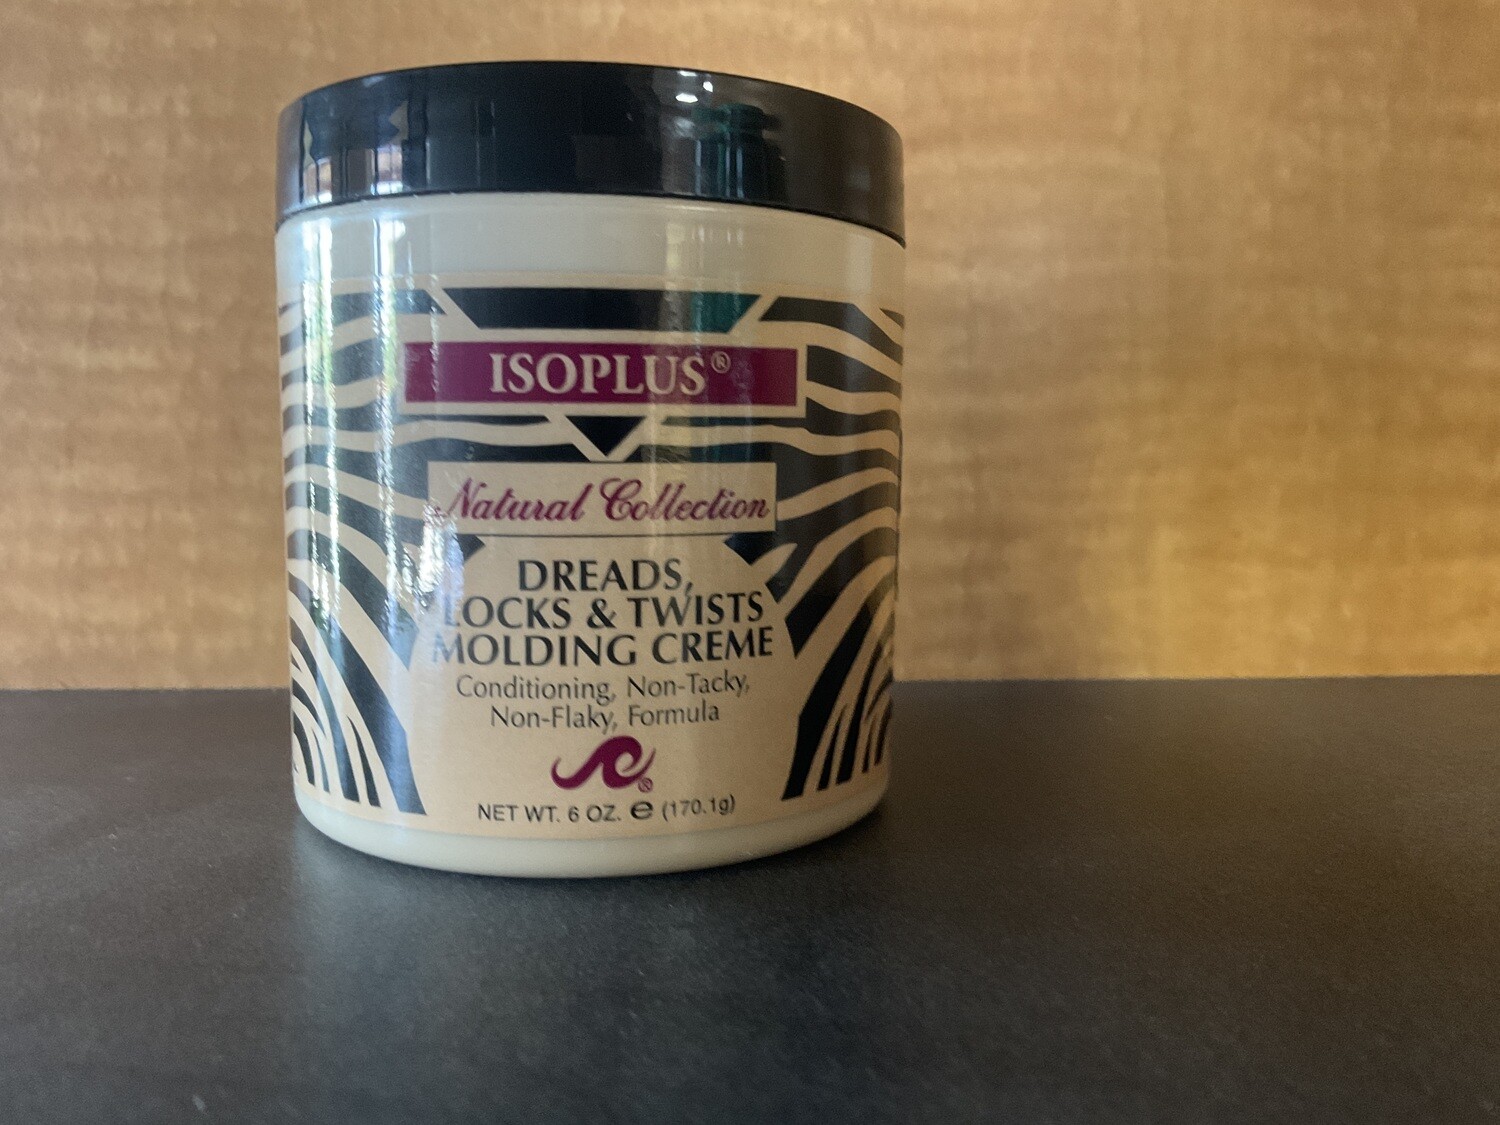 ISOPLUS®
Natural Collection
DREADS,
LOCKS & TWISTS
MOLDING CREME
Conditioning, Non-Tacky,
Non-Flaky, Formula
®
NET WT. 6 OZ. ℮ (170.1g)